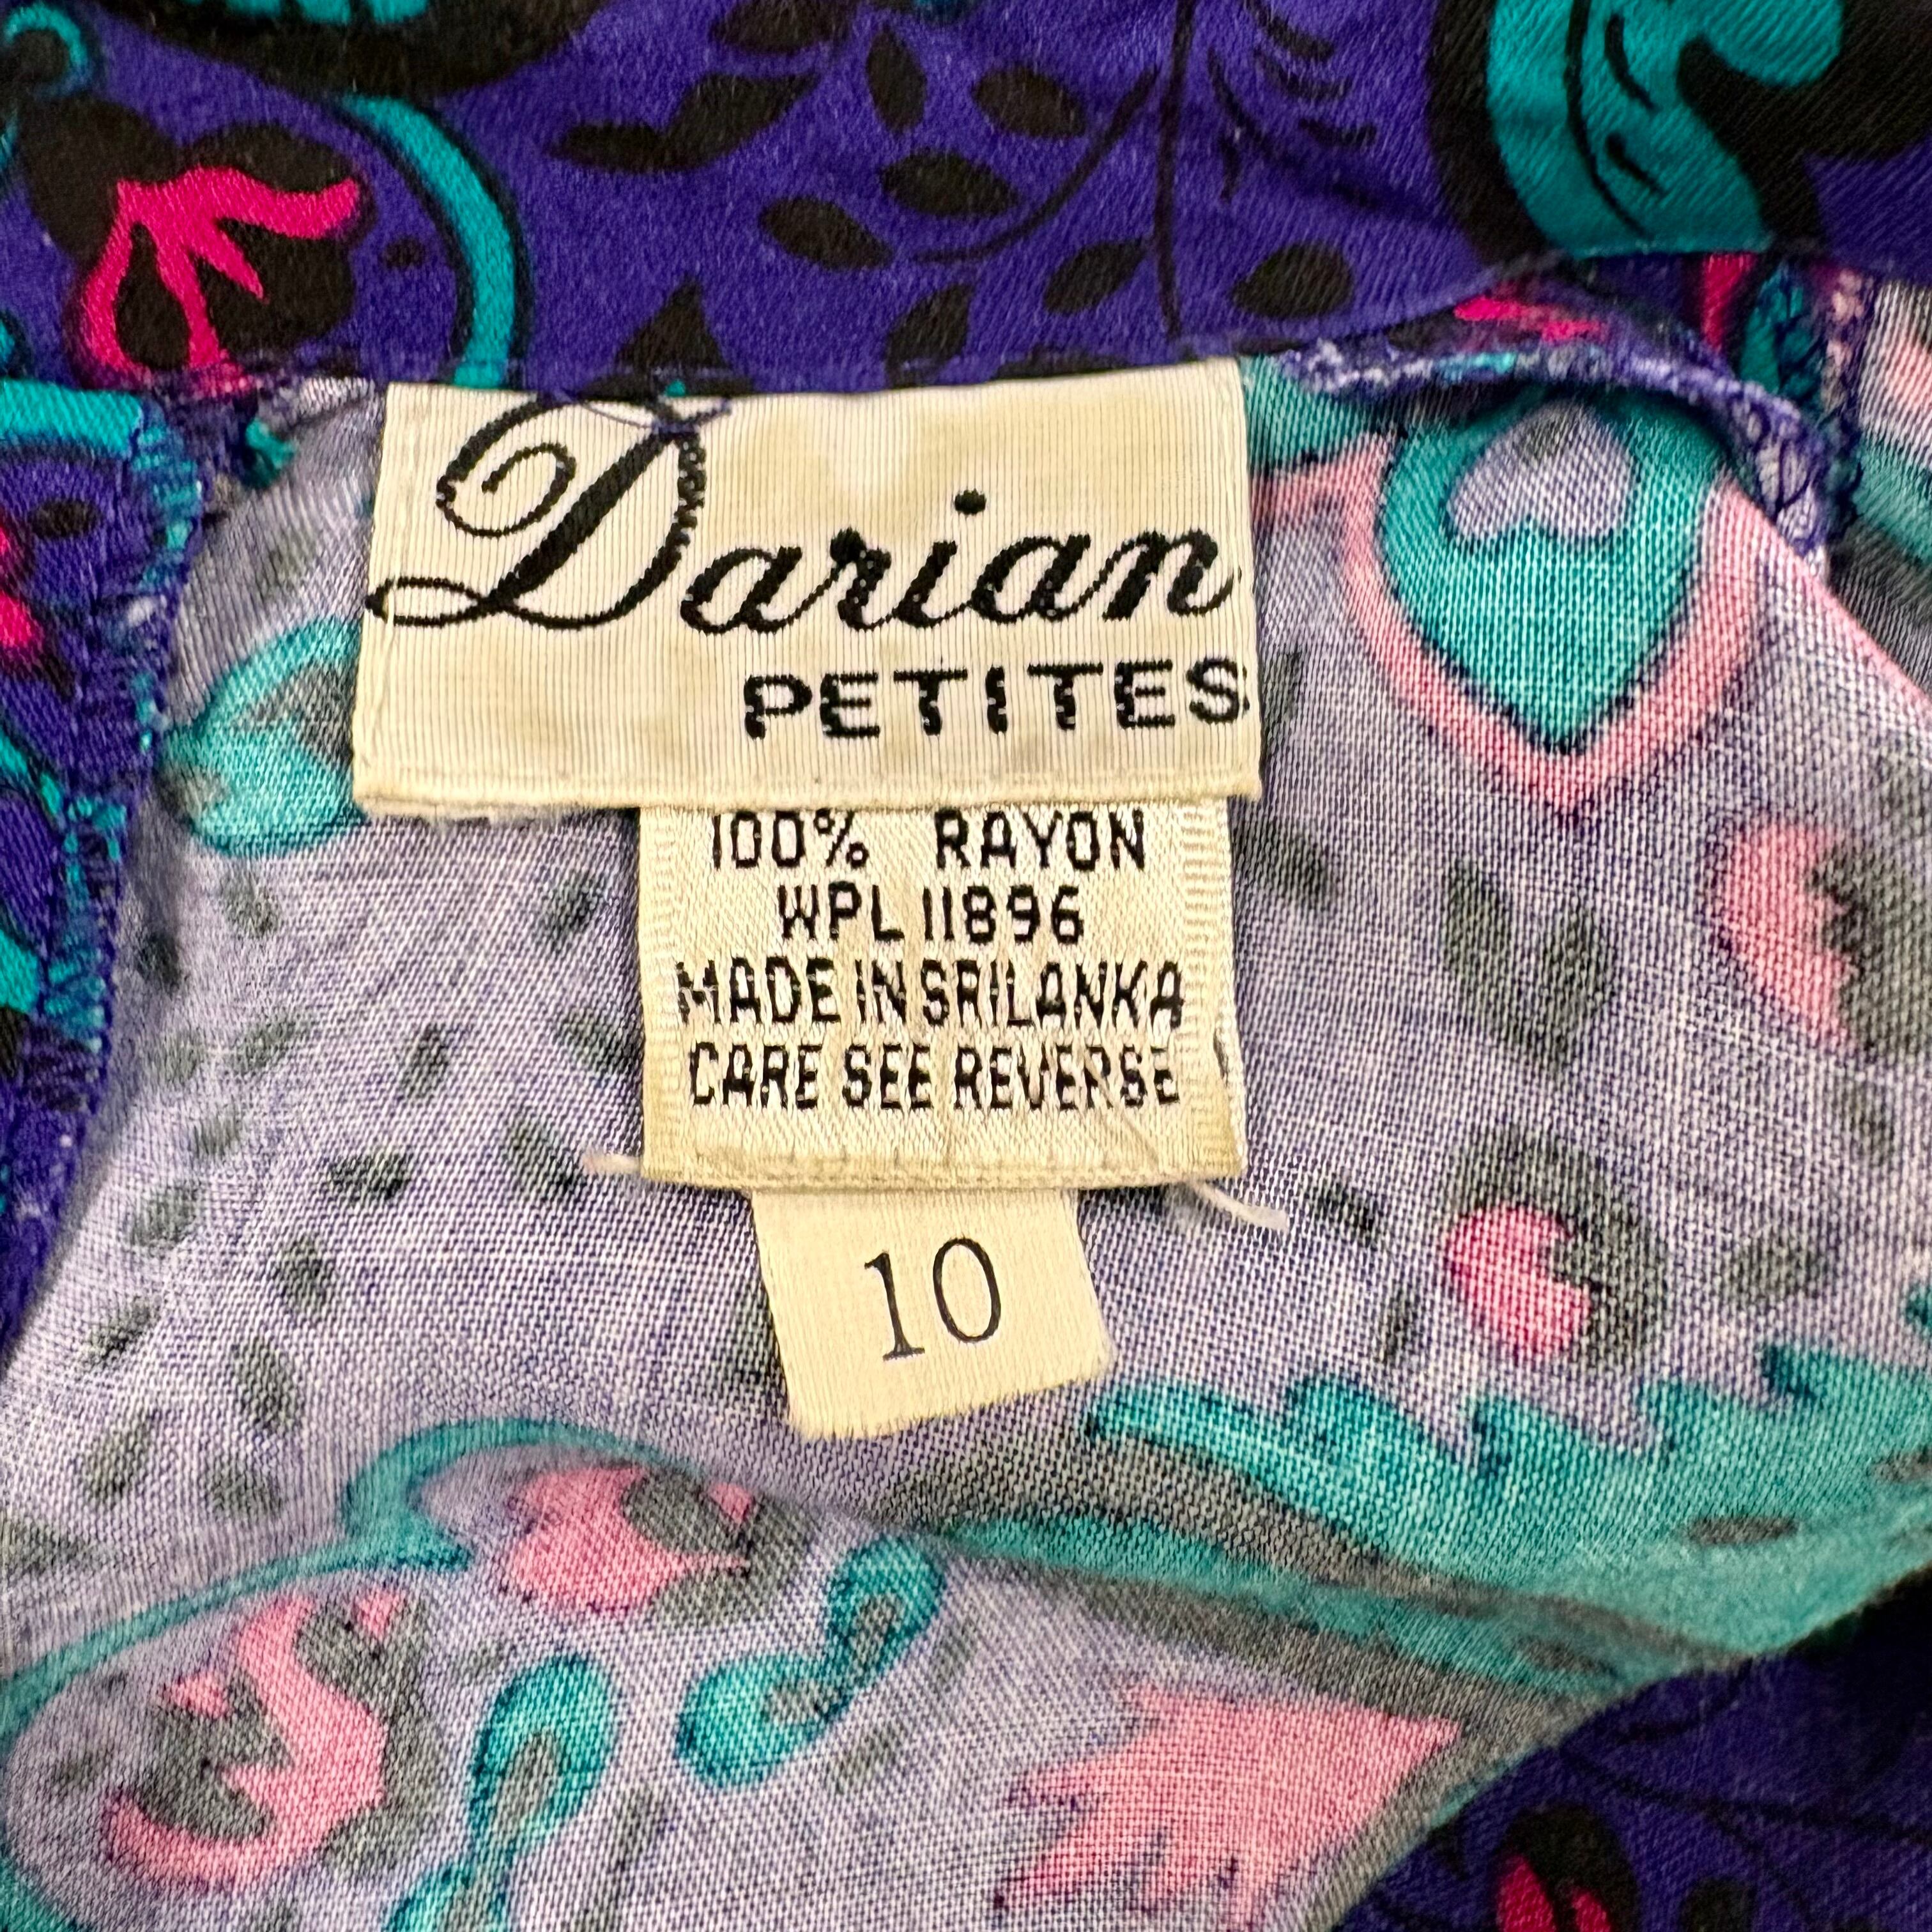 Darian
PETITES
100% RAYON
WPL 11896
MADE IN SRILANKA
CARE SEE REVERSE
10